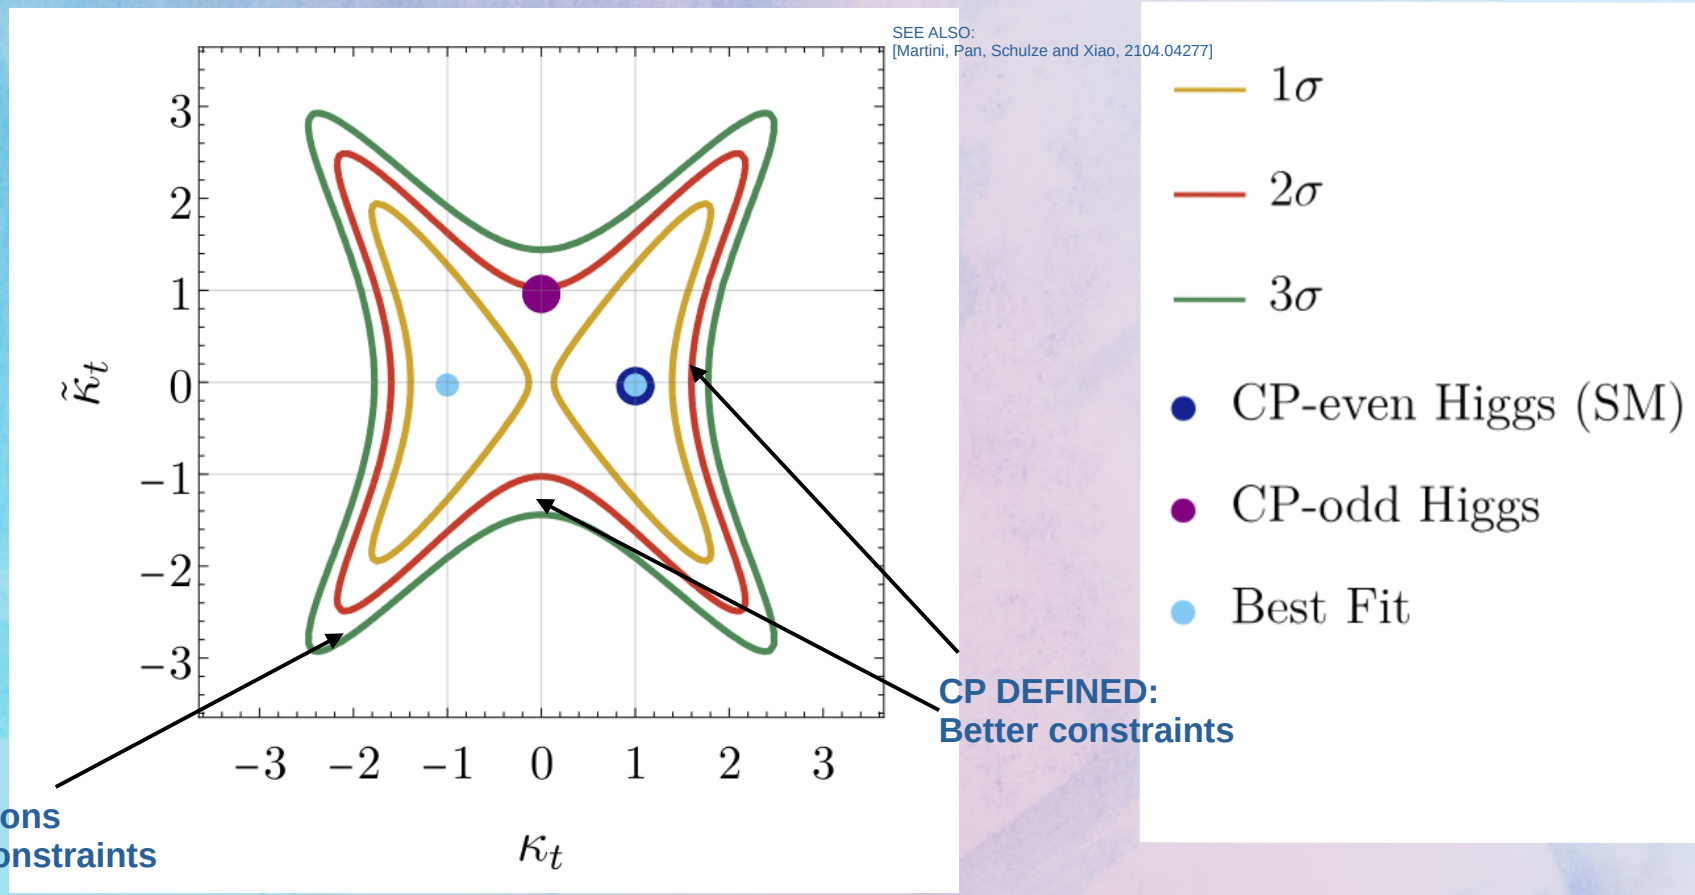 SEE ALSO:
[Martini, Pan, Schulze and Xiao, 2104.04277]
3
2
1
0
−1
−2
−3
κ̃t
−3 −2 −1 0 1 2 3
κt
1σ
2σ
3σ
CP-even Higgs (SM)
CP-odd Higgs
Best Fit
CP DEFINED:
Better constraints
ons
onstraints